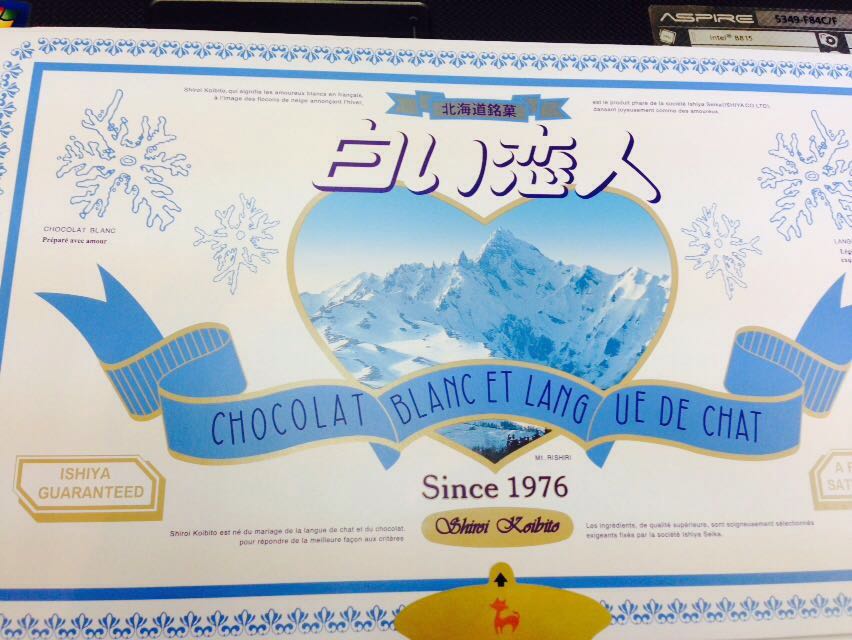 ASPIRE 5349-F84C/F
intel® B815
Shiroi Koibito, qui signifie les amoureux blancs en français,
à l'image des flocons de neige annonçant l'hiver,
北海道銘菓
est le produit phare de la société Ishiya Seika(ISHIYA CO.LTD),
dansant joyeusement comme des amoureux.
白い恋人
CHOCOLAT BLANC
Préparé avec amour
CHOCOLAT BLANC ET LANGUE DE CHAT
Mt. RISHIRI
ISHIYA
GUARANTEED
Since 1976
Shiroi Koibito
Shiroi Koibito est né du mariage de la langue de chat et du chocolat.
pour répondre de la meilleure façon aux critères
Les ingrédients, de qualité supérieure, sont soigneusement sélectionnés
exigeants fixés par la société Ishiya Seika.